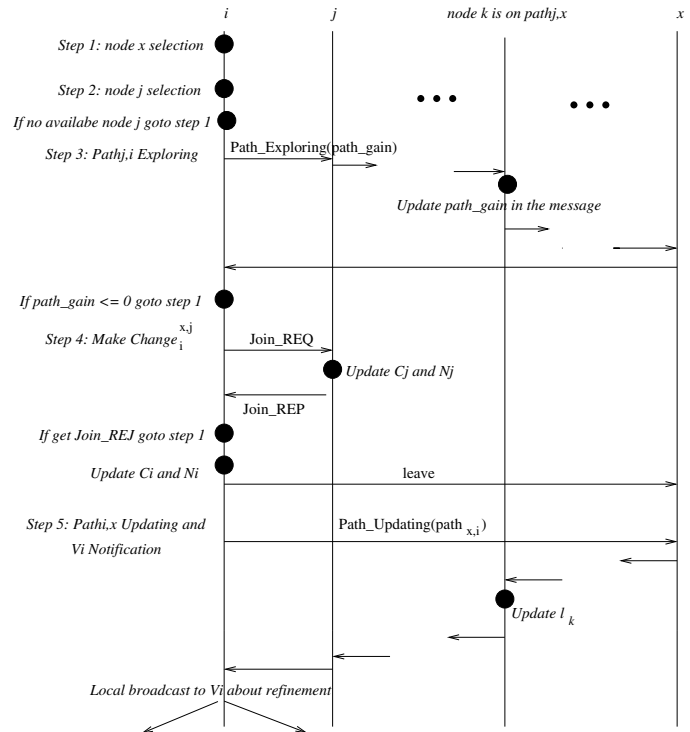 i
j
node k is on pathj,x
x
Step 1: node x selection
Step 2: node j selection
If no availabe node j goto step 1
Step 3: Pathj,i Exploring
Path_Exploring(path_gain)
Update path_gain in the message
If path_gain <= 0 goto step 1
Step 4: Make Change i x,j
Join_REQ
Update Cj and Nj
Join_REP
If get Join_REJ goto step 1
Update Ci and Ni
leave
Step 5: Pathi,x Updating and
Vi Notification
Path_Updating(path x,i)
Update l k
Local broadcast to Vi about refinement